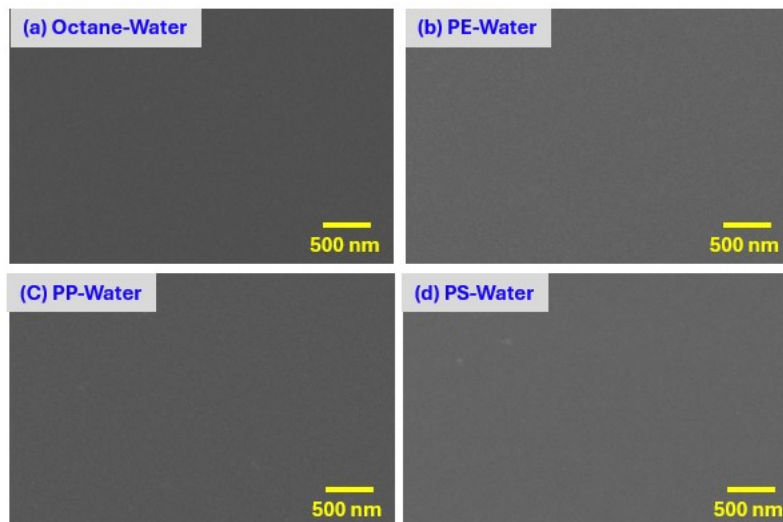 (a) Octane-Water
500 nm
(b) PE-Water
500 nm
(C) PP-Water
500 nm
(d) PS-Water
500 nm